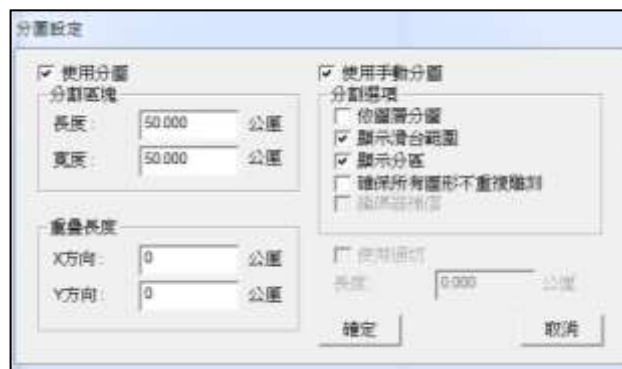 分圖設定
使用分圖
分割區塊
長度: 50.000 公厘
寬度: 50.000 公厘
重疊長度
X方向: 0 公厘
Y方向: 0 公厘
使用手動分圖
分割選項
依圖層分圖
顯示滑台範圍
顯示分區
確保所有圖形不重複雕刻
使用過切
長度: 0.000 公厘
確定
取消